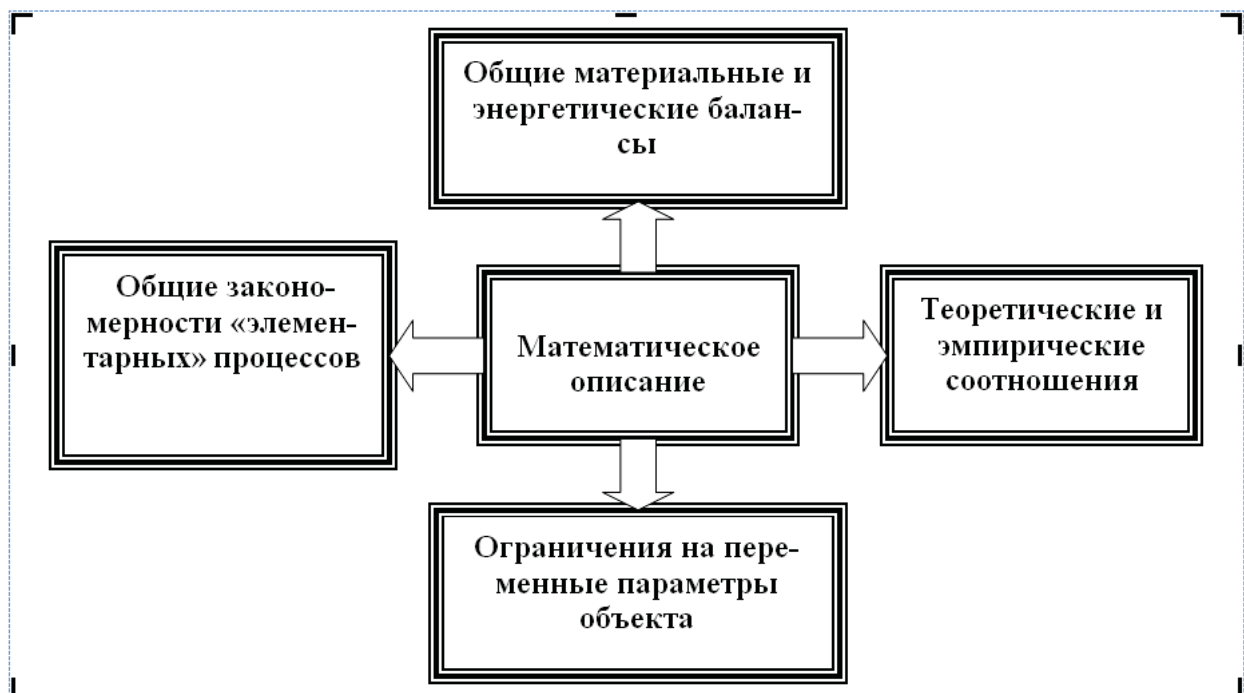 Общие материальные и
энергетические балан-
сы
Общие законо-
мерности «элемен-
тарных» процессов
Математическое
описание
Теоретические и
эмпирические
соотношения
Ограничения на пере-
менные параметры
объекта